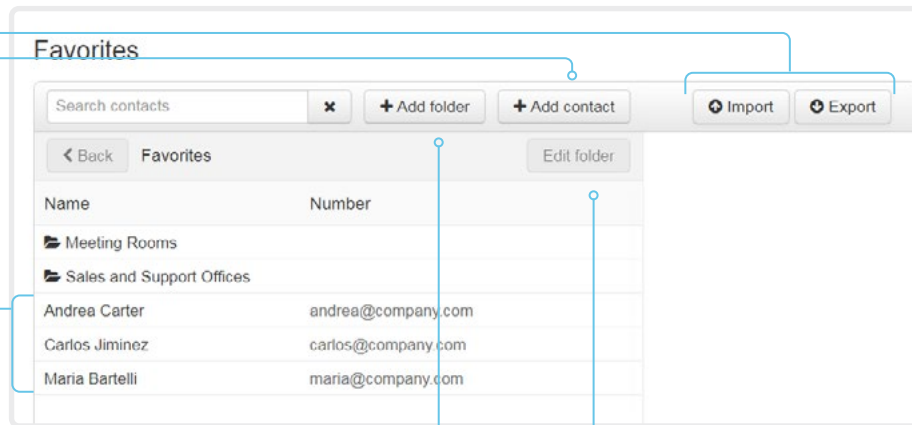 Favorites
Search contacts Add folder Add contact Import Export
Back Favorites Edit folder
Name Number
Meeting Rooms
Sales and Support Offices
Andrea Carter andrea@company.com
Carlos Jiminez carlos@company.com
Maria Bartelli maria@company.com